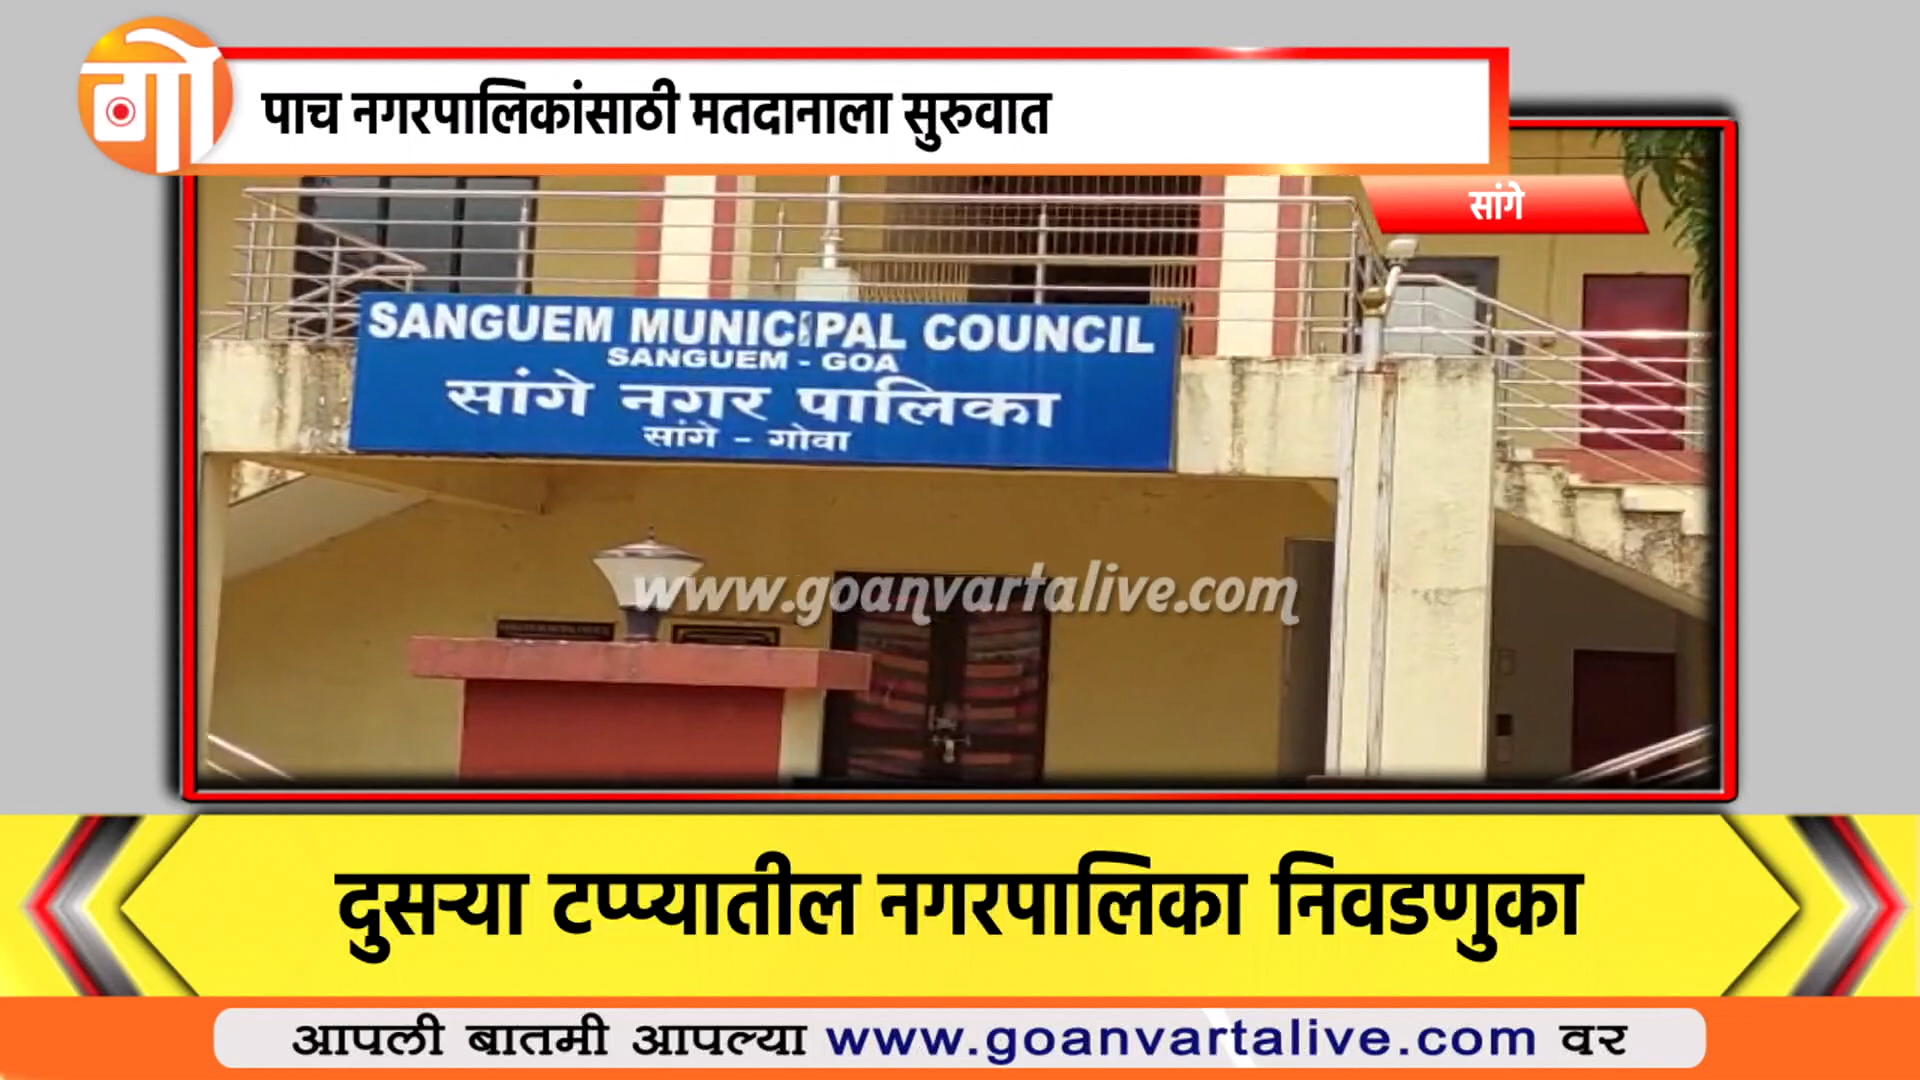 गो
पाच नगरपालिकांसाठी मतदानाला सुरुवात
सांगे
SANGUEM MUNICIPAL COUNCIL
SANGUEM - GOA
सांगे नगर पालिका
सांगे - गोवा
www.goanvartalive.com
दुसऱ्या टप्प्यातील नगरपालिका निवडणुका
आपली बातमी आपल्या www.goanvartalive.com वर